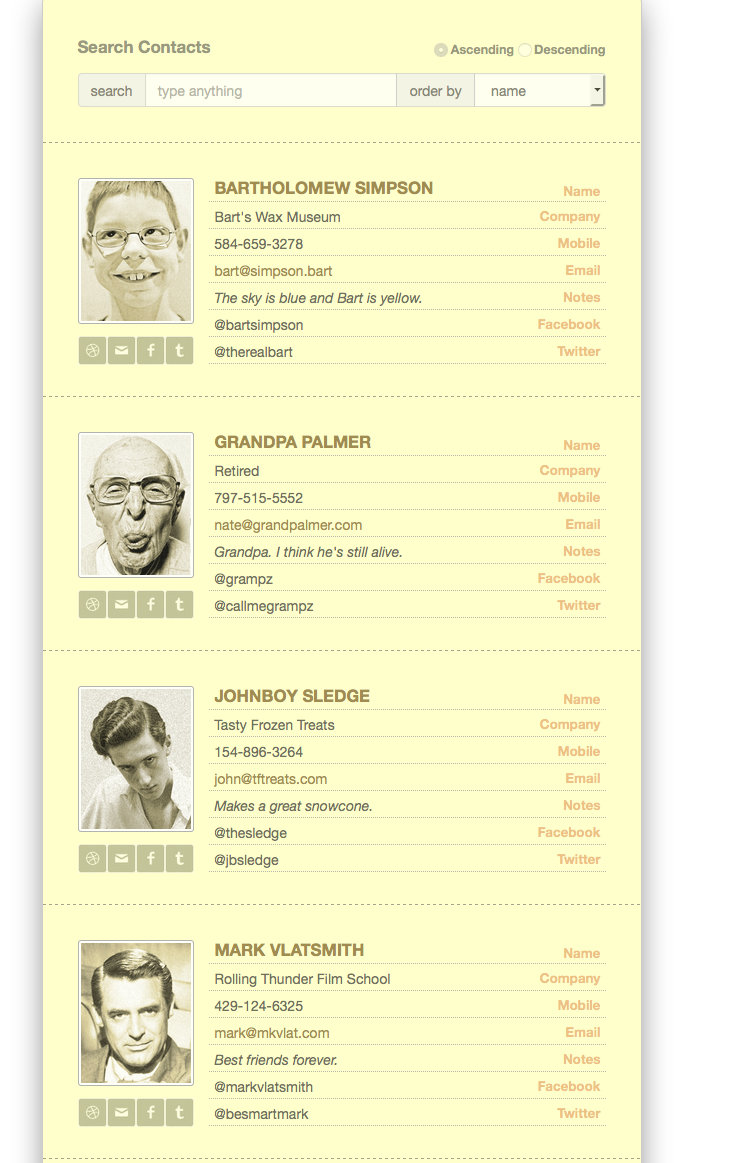 Search Contacts Ascending Descending
search type anything order by name
BARTHOLOMEW SIMPSON Name
Bart's Wax Museum Company
584-659-3278 Mobile
bart@simpson.bart Email
The sky is blue and Bart is yellow. Notes
@bartsimpson Facebook
@therealbart Twitter
f t
GRANDPA PALMER Name
Retired Company
797-515-5552 Mobile
nate@grandpalmer.com Email
Grandpa. I think he's still alive. Notes
@grampz Facebook
@callmegrampz Twitter
f t
JOHNBOY SLEDGE Name
Tasty Frozen Treats Company
154-896-3264 Mobile
john@tftreats.com Email
Makes a great snowcone. Notes
@thesledge Facebook
@jbsledge Twitter
f t
MARK VLATSMITH Name
Rolling Thunder Film School Company
429-124-6325 Mobile
mark@mkvlat.com Email
Best friends forever. Notes
@markvlatsmith Facebook
@besmartmark Twitter
f t